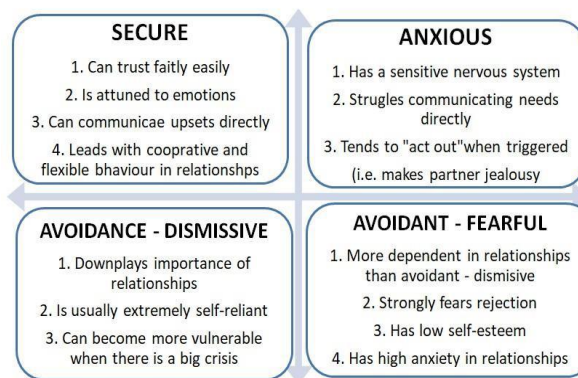 SECURE
1. Can trust faitly easily
2. Is attuned to emotions
3. Can communicae upsets directly
4. Leads with cooprative and
flexible bhaviour in relationshps
ANXIOUS
1. Has a sensitive nervous system
2. Strugles communicating needs
directly
3. Tends to "act out"when triggered
(i.e. makes partner jealousy
AVOIDANCE - DISMISSIVE
1. Downplays importance of
relationships
2. Is usually extremely self-reliant
3. Can become more vulnerable
when there is a big crisis
AVOIDANT - FEARFUL
1. More dependent in relationships
than avoidant - dismisive
2. Strongly fears rejection
3. Has low self-esteem
4. Has high anxiety in relationships